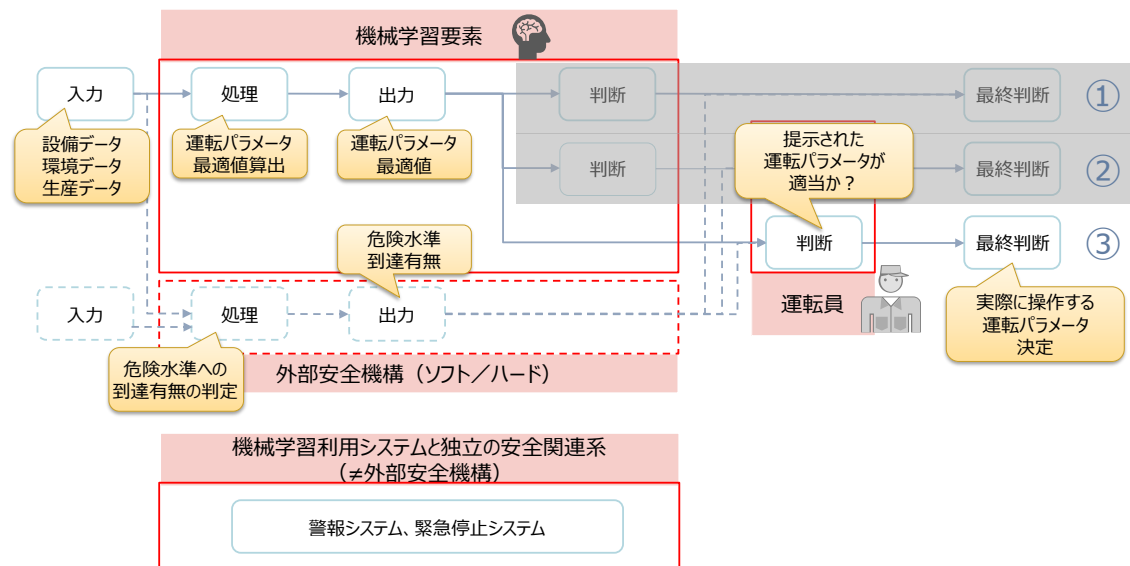 機械学習要素
入力
処理
出力
判断
最終判断
①
設備データ
環境データ
生産データ
運転パラメータ
最適値算出
運転パラメータ
最適値
判断
提示された
運転パラメータが
適当か？
最終判断
②
危険水準
到達有無
判断
最終判断
③
運転員
実際に操作する
運転パラメータ
決定
入力
処理
出力
危険水準への
到達有無の判定
外部安全機構（ソフト／ハード）
機械学習利用システムと独立の安全関連系
（≠外部安全機構）
警報システム、緊急停止システム